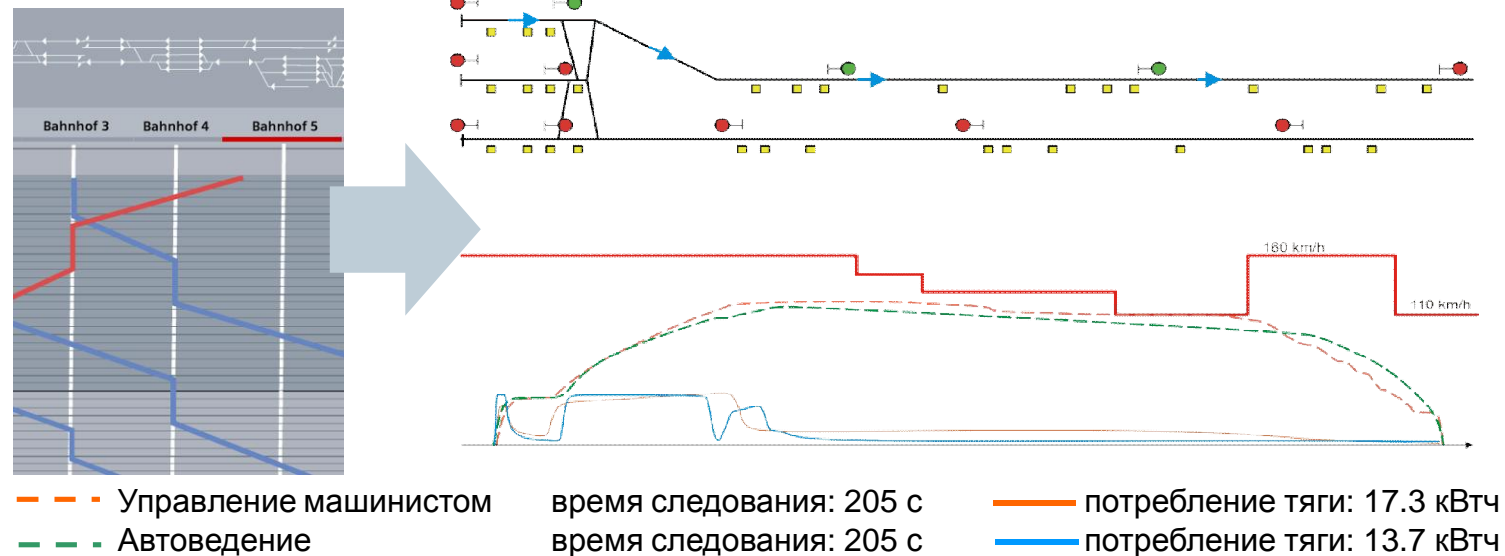 Bahnhof 3 Bahnhof 4 Bahnhof 5
160 km/h
110 km/h
Управление машинистом время следования: 205 с потребление тяги: 17.3 кВтч
Автоведение время следования: 205 с потребление тяги: 13.7 кВтч